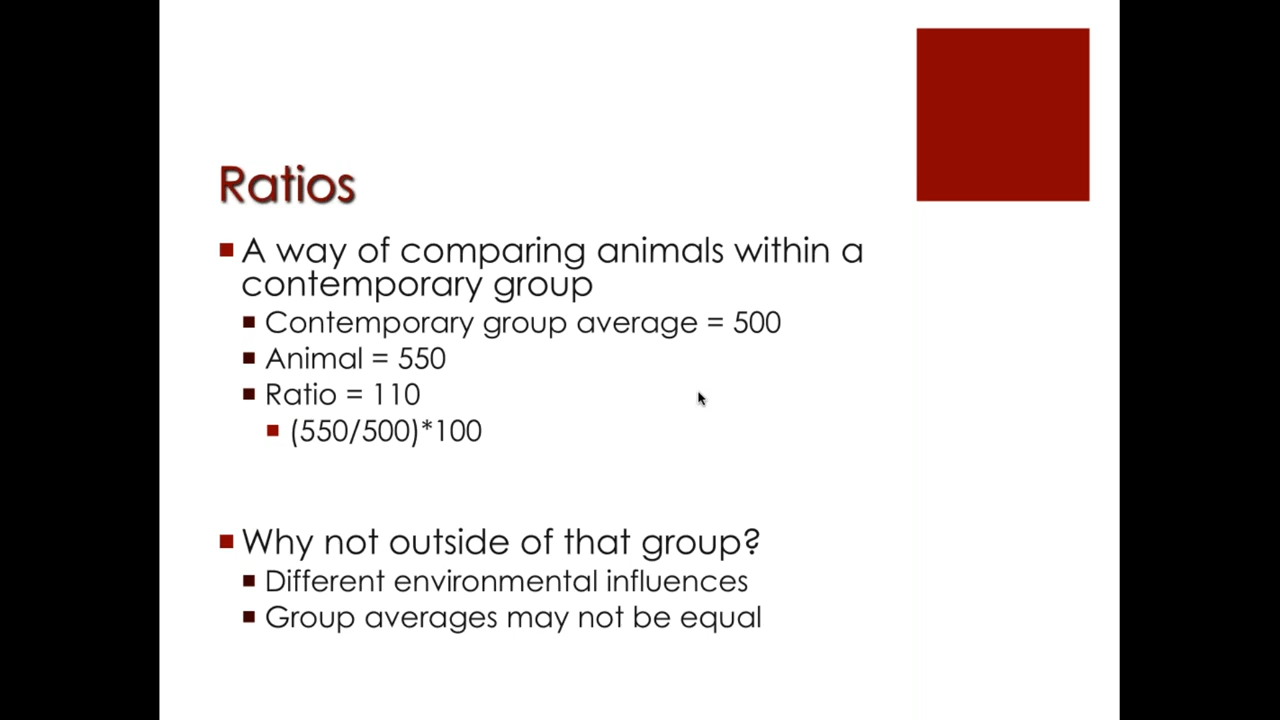 Ratios
A way of comparing animals within a
contemporary group
Contemporary group average = 500
Animal = 550
Ratio = 110
(550/500)*100
Why not outside of that group?
Different environmental influences
Group averages may not be equal